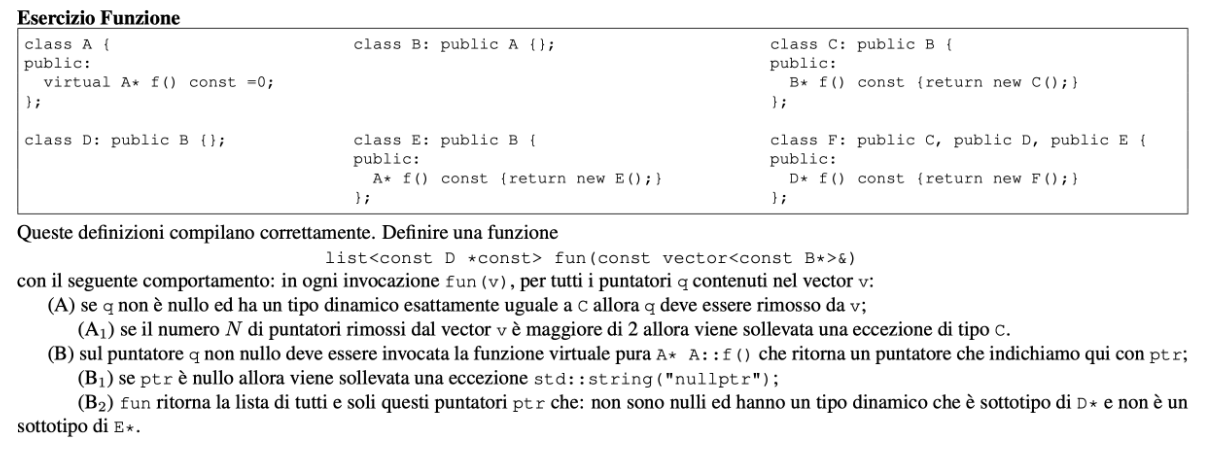 Esercizio Funzione
class A {                    class B: public A {};                    class C: public B {
public:                                                               public:
  virtual A* f() const =0;                                              B* f() const {return new C();}
};                                                                    };
class D: public B {};        class E: public B {                      class F: public C, public D, public E {
                             public:                                  public:
                               A* f() const {return new E();}           D* f() const {return new F();}
                             };                                       };
Queste definizioni compilano correttamente. Definire una funzione
list<const D *const> fun(const vector<const B*>&)
con il seguente comportamento: in ogni invocazione fun(v), per tutti i puntatori q contenuti nel vector v:
(A) se q non è nullo ed ha un tipo dinamico esattamente uguale a C allora q deve essere rimosso da v;
(A₁) se il numero N di puntatori rimossi dal vector v è maggiore di 2 allora viene sollevata una eccezione di tipo C.
(B) sul puntatore q non nullo deve essere invocata la funzione virtuale pura A* A::f() che ritorna un puntatore che indichiamo qui con ptr;
(B₁) se ptr è nullo allora viene sollevata una eccezione std::string("nullptr");
(B₂) fun ritorna la lista di tutti e soli questi puntatori ptr che: non sono nulli ed hanno un tipo dinamico che è sottotipo di D* e non è un
sottotipo di E*.